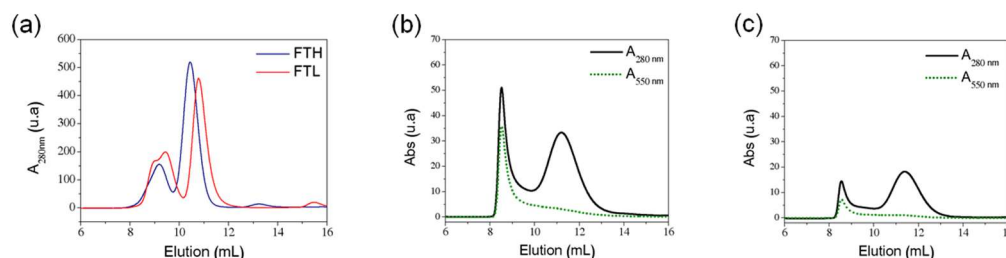 (a)
600
500
400
300
200
100
0
6 8 10 12 14 16
A280nm (u.a)
Elution (mL)
FTH
FTL
(b)
70
60
50
40
30
20
10
0
6 8 10 12 14 16
Abs (u.a)
Elution (mL)
A280 nm
A550 nm
(c)
70
60
50
40
30
20
10
0
6 8 10 12 14 16
Abs (u.a)
Elution (mL)
A280 nm
A550 nm